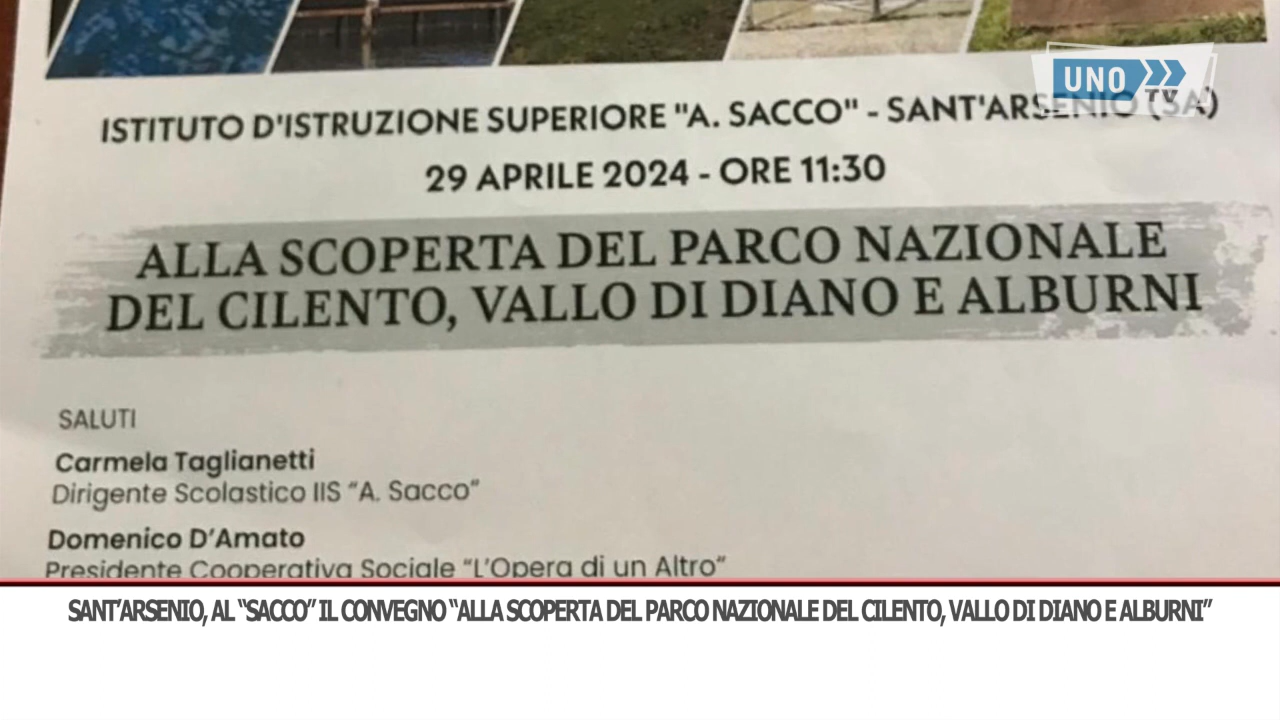 UNO
TV
ISTITUTO D'ISTRUZIONE SUPERIORE "A. SACCO" - SANT'ARSENIO (SA)
29 APRILE 2024 - ORE 11:30
ALLA SCOPERTA DEL PARCO NAZIONALE
DEL CILENTO, VALLO DI DIANO E ALBURNI
SALUTI
Carmela Taglianetti
Dirigente Scolastico IIS “A. Sacco”
Domenico D’Amato
Presidente Cooperativa Sociale “L’Opera di un Altro”
SANT’ARSENIO, AL “SACCO” IL CONVEGNO “ALLA SCOPERTA DEL PARCO NAZIONALE DEL CILENTO, VALLO DI DIANO E ALBURNI”